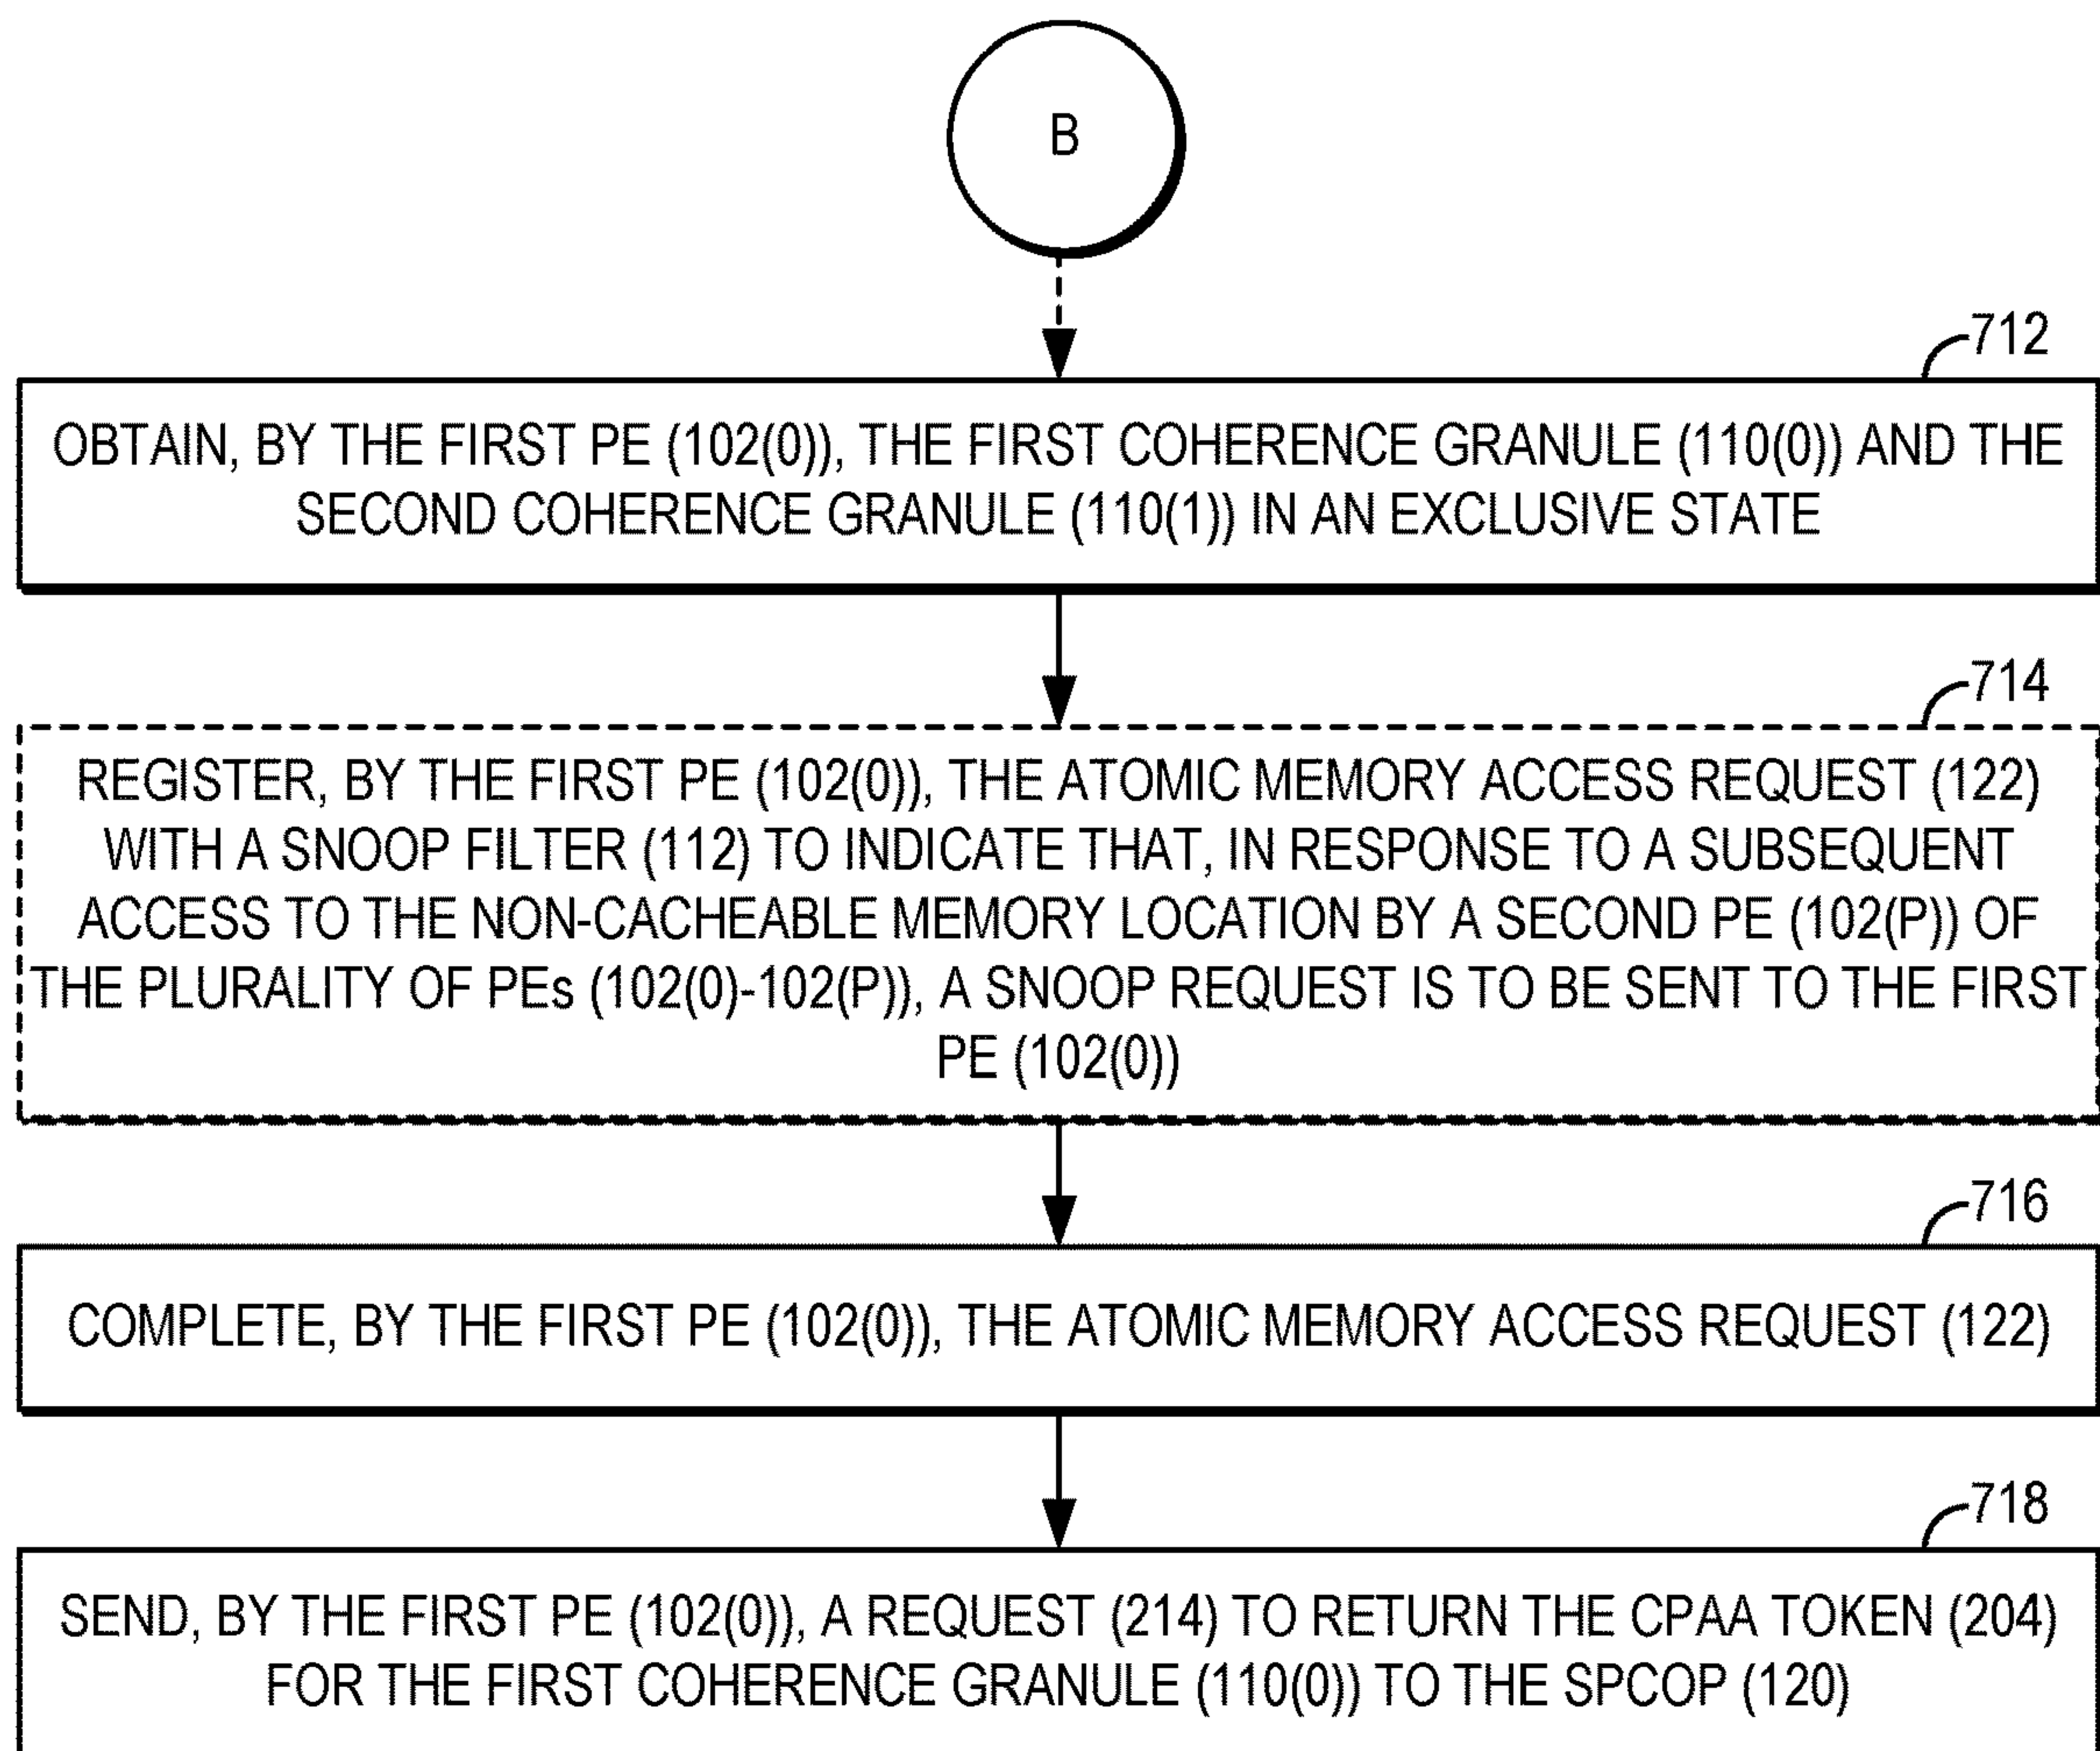 B
712
OBTAIN, BY THE FIRST PE (102(0)), THE FIRST COHERENCE GRANULE (110(0)) AND THE
SECOND COHERENCE GRANULE (110(1)) IN AN EXCLUSIVE STATE
714
REGISTER, BY THE FIRST PE (102(0)), THE ATOMIC MEMORY ACCESS REQUEST (122)
WITH A SNOOP FILTER (112) TO INDICATE THAT, IN RESPONSE TO A SUBSEQUENT
ACCESS TO THE NON-CACHEABLE MEMORY LOCATION BY A SECOND PE (102(P)) OF
THE PLURALITY OF PEs (102(0)-102(P)), A SNOOP REQUEST IS TO BE SENT TO THE FIRST
PE (102(0))
716
COMPLETE, BY THE FIRST PE (102(0)), THE ATOMIC MEMORY ACCESS REQUEST (122)
718
SEND, BY THE FIRST PE (102(0)), A REQUEST (214) TO RETURN THE CPAA TOKEN (204)
FOR THE FIRST COHERENCE GRANULE (110(0)) TO THE SPCOP (120)